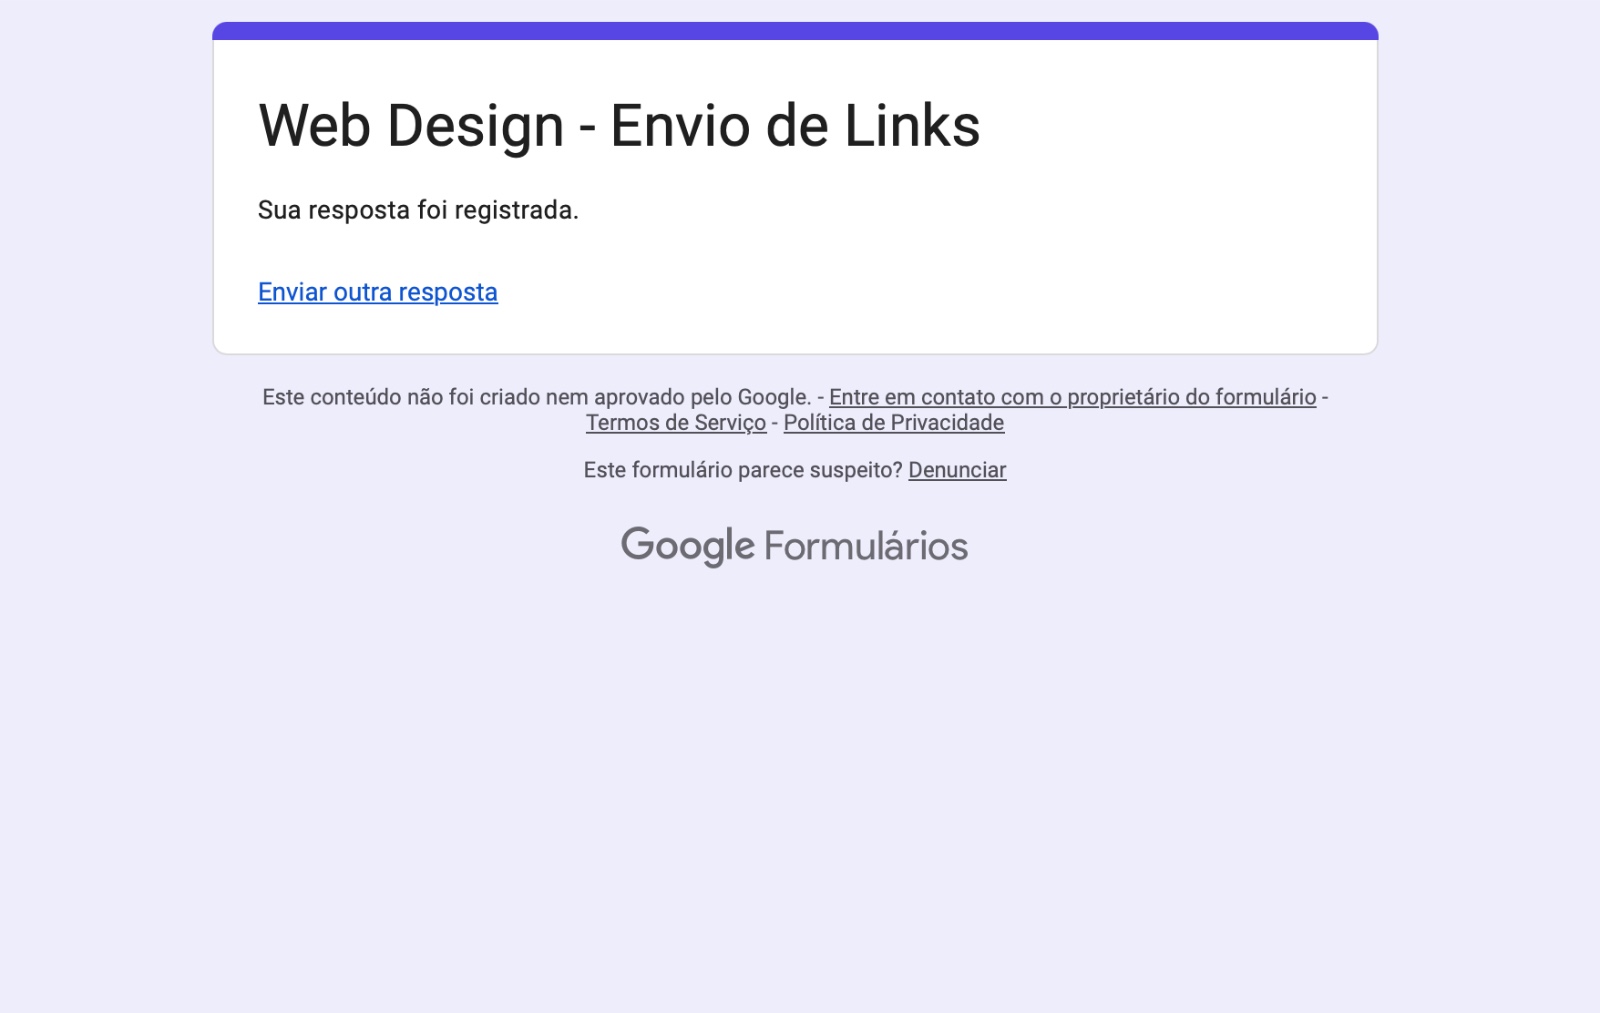 Web Design - Envio de Links
Sua resposta foi registrada.
Enviar outra resposta
Este conteúdo não foi criado nem aprovado pelo Google. - Entre em contato com o proprietário do formulário -
Termos de Serviço - Política de Privacidade
Este formulário parece suspeito? Denunciar
Google Formulários